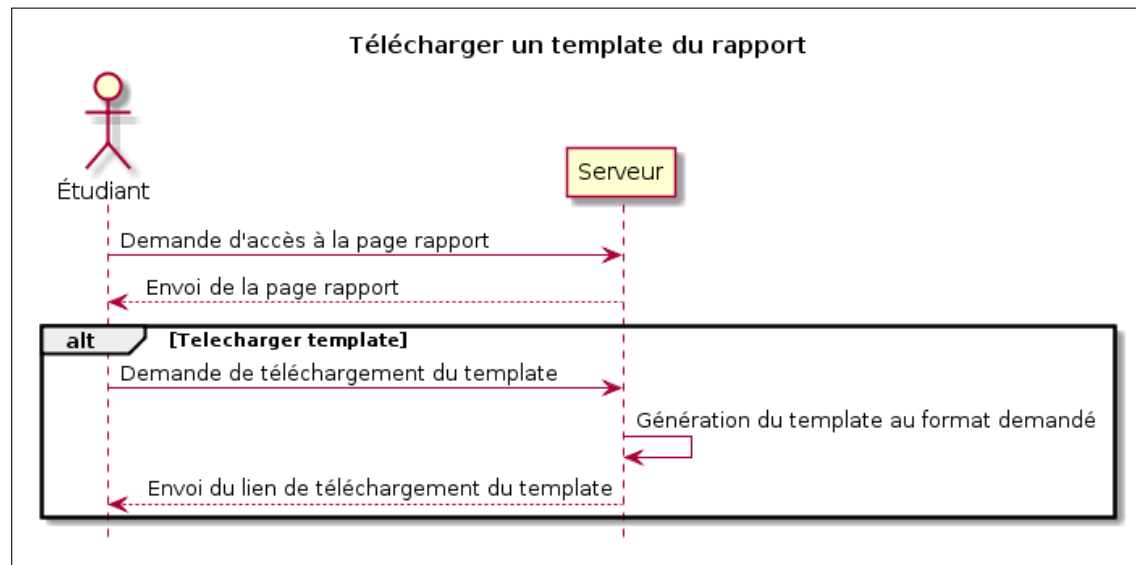 Télécharger un template du rapport
Étudiant
Serveur
Demande d'accès à la page rapport
Envoi de la page rapport
alt [Telecharger template]
Demande de téléchargement du template
Génération du template au format demandé
Envoi du lien de téléchargement du template